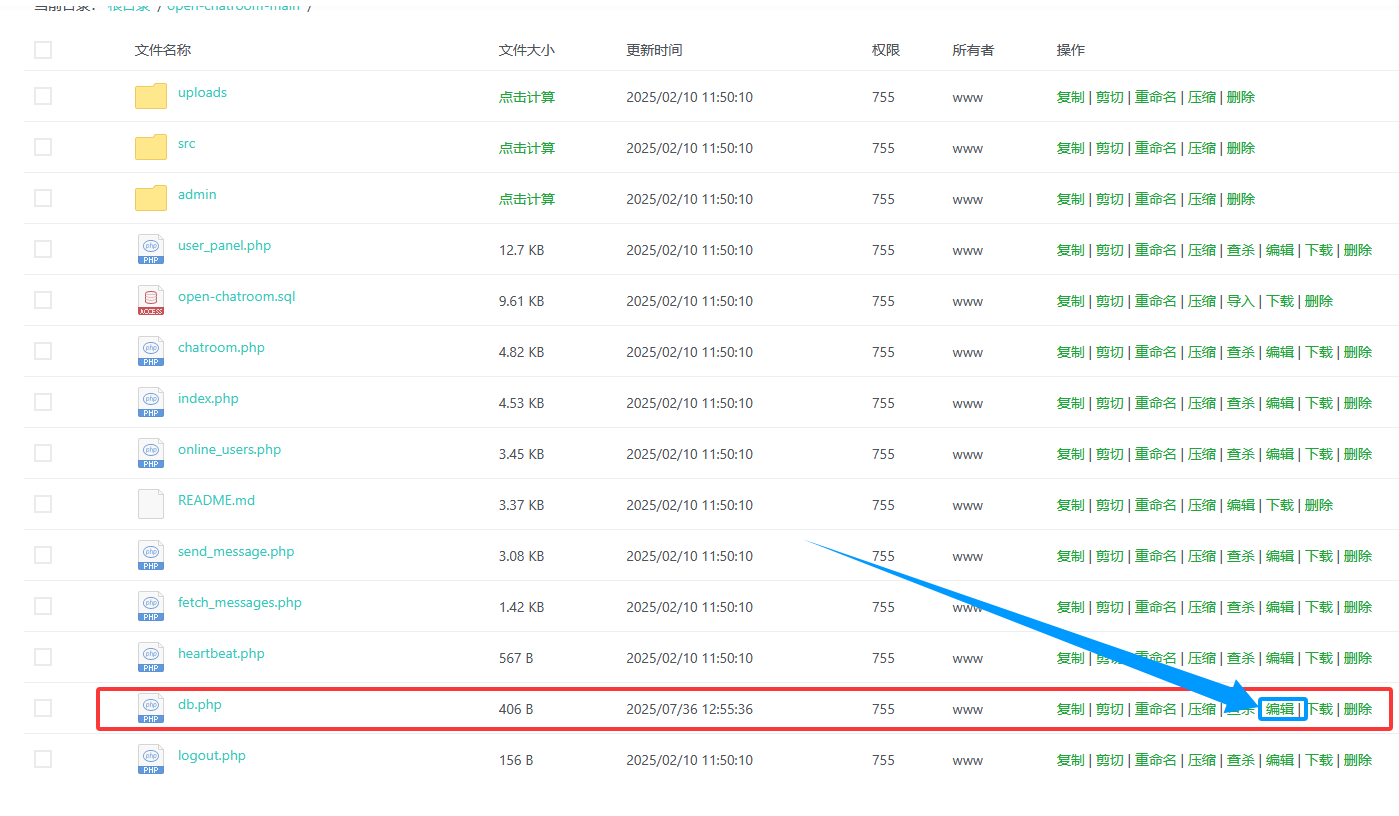 当前目录： 根目录 / open-chatroom-main /
文件名称 文件大小 更新时间 权限 所有者 操作
uploads 点击计算 2025/02/10 11:50:10 755 www 复制 | 剪切 | 重命名 | 压缩 | 删除
src 点击计算 2025/02/10 11:50:10 755 www 复制 | 剪切 | 重命名 | 压缩 | 删除
admin 点击计算 2025/02/10 11:50:10 755 www 复制 | 剪切 | 重命名 | 压缩 | 删除
php PHP user_panel.php 12.7 KB 2025/02/10 11:50:10 755 www 复制 | 剪切 | 重命名 | 压缩 | 查杀 | 编辑 | 下载 | 删除
ACCESS open-chatroom.sql 9.61 KB 2025/02/10 11:50:10 755 www 复制 | 剪切 | 重命名 | 压缩 | 导入 | 下载 | 删除
php PHP chatroom.php 4.82 KB 2025/02/10 11:50:10 755 www 复制 | 剪切 | 重命名 | 压缩 | 查杀 | 编辑 | 下载 | 删除
php PHP index.php 4.53 KB 2025/02/10 11:50:10 755 www 复制 | 剪切 | 重命名 | 压缩 | 查杀 | 编辑 | 下载 | 删除
php PHP online_users.php 3.45 KB 2025/02/10 11:50:10 755 www 复制 | 剪切 | 重命名 | 压缩 | 查杀 | 编辑 | 下载 | 删除
README.md 3.37 KB 2025/02/10 11:50:10 755 www 复制 | 剪切 | 重命名 | 压缩 | 编辑 | 下载 | 删除
php PHP send_message.php 3.08 KB 2025/02/10 11:50:10 755 www 复制 | 剪切 | 重命名 | 压缩 | 查杀 | 编辑 | 下载 | 删除
php PHP fetch_messages.php 1.42 KB 2025/02/10 11:50:10 755 www 复制 | 剪切 | 重命名 | 压缩 | 查杀 | 编辑 | 下载 | 删除
php PHP heartbeat.php 567 B 2025/02/10 11:50:10 755 www 复制 | 剪切 | 重命名 | 压缩 | 查杀 | 编辑 | 下载 | 删除
php PHP db.php 406 B 2025/07/36 12:55:36 755 www 复制 | 剪切 | 重命名 | 压缩 | 查杀 | 编辑 | 下载 | 删除
php PHP logout.php 156 B 2025/02/10 11:50:10 755 www 复制 | 剪切 | 重命名 | 压缩 | 查杀 | 编辑 | 下载 | 删除